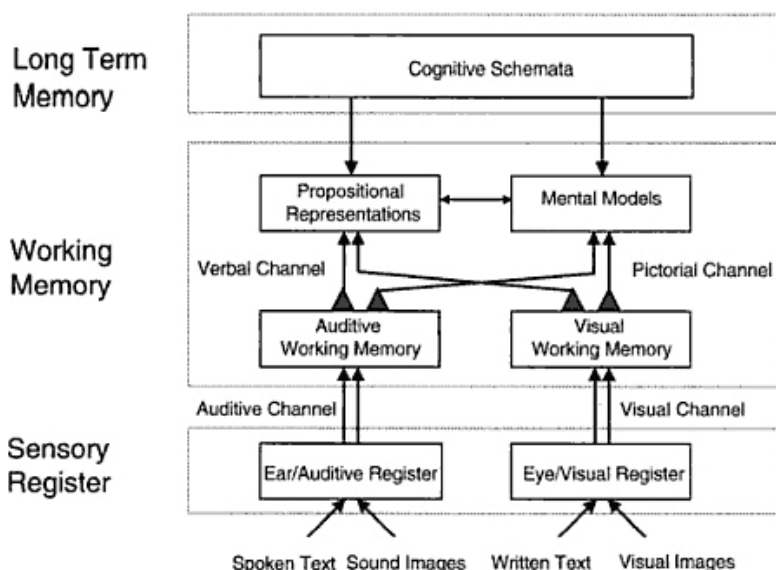 Long Term
Memory
Cognitive Schemata
Propositional
Representations
Mental Models
Working
Memory
Verbal Channel
Pictorial Channel
Auditive
Working Memory
Visual
Working Memory
Auditive Channel
Visual Channel
Sensory
Register
Ear/Auditive Register
Eye/Visual Register
Spoken Text
Sound Images
Written Text
Visual Images